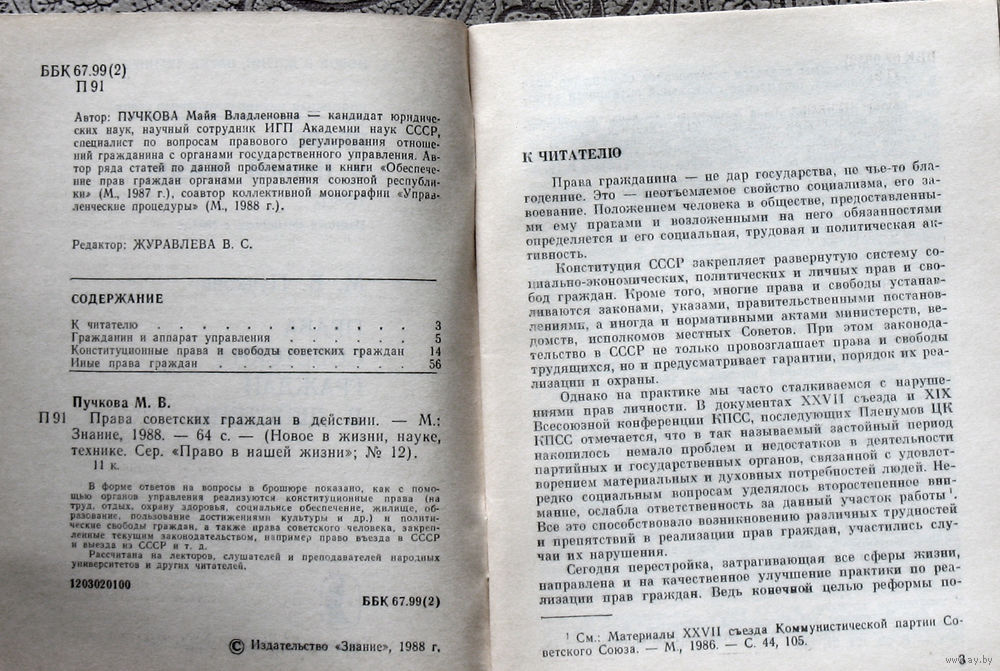 ББК 67.99(2)
П 91
Автор: ПУЧКОВА Майя Владленовна — кандидат юридиче-
ских наук, научный сотрудник ИГП Академии наук СССР,
специалист по вопросам правового регулирования отноше-
ний гражданина с органами государственного управления. Ав-
тор ряда статей по данной проблематике и книги «Обеспече-
ние прав граждан органами управления союзной республи-
ки» (М., 1987 г.), соавтор коллективной монографии «Управ-
ленческие процедуры» (М., 1988 г.).
Редактор: ЖУРАВЛЕВА В. С.
СОДЕРЖАНИЕ
К читателю . . . . . . . . . . . . 3
Гражданин и аппарат управления . . . . . 5
Конституционные права и свободы советских граждан 14
Иные права граждан . . . . . . . . . 56
Пучкова М. В.
П 91 Права советских граждан в действии. — М.:
Знание, 1988. — 64 с. — (Новое в жизни, науке,
технике. Сер. «Право в нашей жизни»; № 12).
11 к.
В форме ответов на вопросы в брошюре показано, как с помо-
щью органов управления реализуются конституционные права (на
труд, отдых, охрану здоровья, социальное обеспечение, жилище, об-
разование, пользование достижениями культуры и др.) и полити-
ческие свободы граждан, а также права советского человека, закреп-
ленные текущим законодательством, например право въезда в СССР
и выезда из СССР и т. д.
Рассчитана на лекторов, слушателей и преподавателей народных
университетов и других читателей.
1203020100
ББК 67.99(2)
© Издательство «Знание», 1988 г.
К ЧИТАТЕЛЮ
Права гражданина — не дар государства, не чье-то бла-
годеяние. Это — неотъемлемое свойство социализма, его за-
воевание. Положением человека в обществе, предоставленны-
ми ему правами и возложенными на него обязанностями
определяется и его социальная, трудовая и политическая ак-
тивность.
Конституция СССР закрепляет развернутую систему со-
циально-экономических, политических и личных прав и сво-
бод граждан. Кроме того, многие права и свободы устанав-
ливаются законами, указами, правительственными постанов-
лениями, а иногда и нормативными актами министерств, ве-
домств, исполкомов местных Советов. При этом законода-
тельство в СССР не только провозглашает права и свободы
трудящихся, но и предусматривает гарантии, порядок их реа-
лизации и охраны.
Однако на практике мы часто сталкиваемся с наруше-
ниями прав личности. В документах XXVII съезда и XIX
Всесоюзной конференции КПСС, последующих Пленумов ЦК
КПСС отмечается, что в так называемый застойный период
накопилось немало проблем и недостатков в деятельности
партийных и государственных органов, связанной с удовлет-
ворением материальных и духовных потребностей людей. Не-
редко социальным вопросам уделялось второстепенное вни-
мание, ослабла ответственность за данный участок работы¹.
Все это способствовало возникновению различных трудностей
и препятствий в реализации прав граждан, участились слу-
чаи их нарушения.
Сегодня перестройка, затрагивающая все сферы жизни,
направлена и на качественное улучшение практики по реа-
лизации прав граждан. Ведь конечной целью реформы по-
¹ См.: Материалы XXVII съезда Коммунистической партии Со-
ветского Союза. — М., 1986. — С. 44, 105.
3
www.ay.by